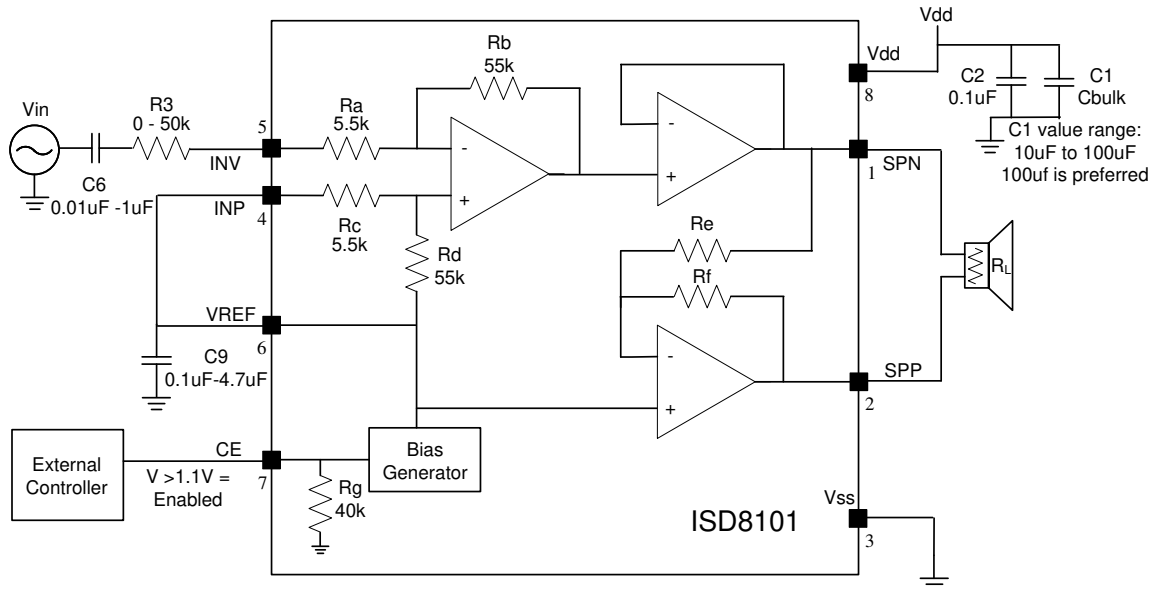 Vin
C6
0.01uF -1uF
R3
0 - 50k
5
INV
INP
4
Ra
5.5k
Rb
55k
-
+
Rc
5.5k
Rd
55k
VREF
6
C9
0.1uF-4.7uF
External
Controller
CE
7
V >1.1V =
Enabled
Rg
40k
Bias
Generator
-
+
Re
Rf
-
+
ISD8101
Vdd
Vdd
8
C2
0.1uF
C1
Cbulk
C1 value range:
10uF to 100uF
100uf is preferred
SPN
1
RL
SPP
2
Vss
3